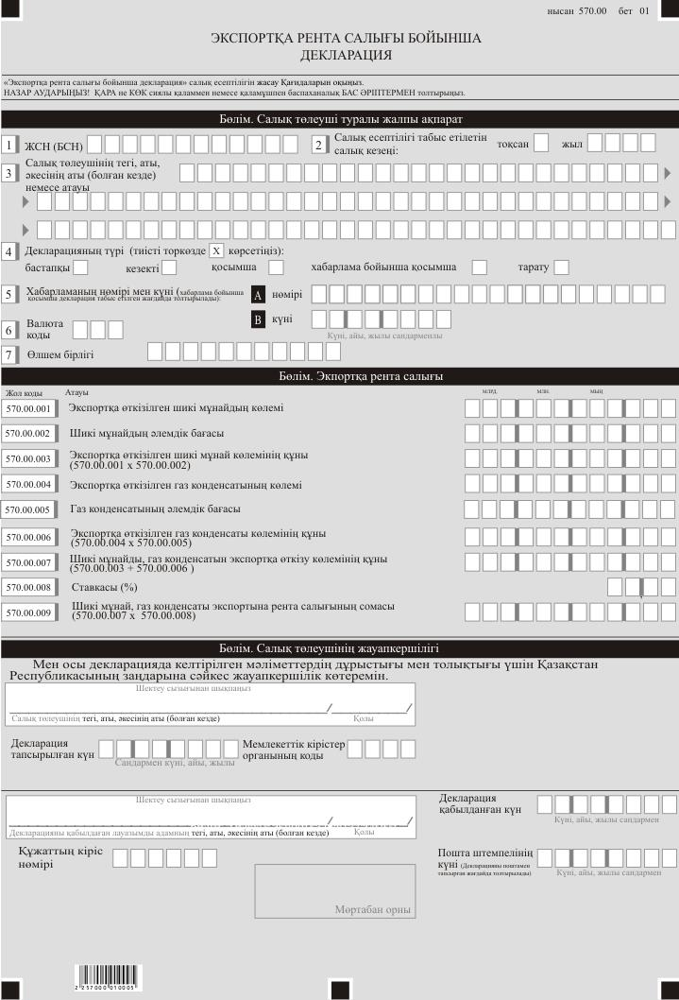 нысан 570.00 бет 01
ЭКСПОРТҚА РЕНТА САЛЫҒЫ БОЙЫНША
ДЕКЛАРАЦИЯ
«Экспортқа рента салығы бойынша декларация» салық есептілігін жасау Қағидаларын оқыңыз.
НАЗАР АУДАРЫҢЫЗ! ҚАРА не КӨК сиялы қаламмен немесе қаламұшпен баспаханалық БАС ӘРІПТЕРМЕН толтырыңыз.
Бөлім. Салық төлеуші туралы жалпы ақпарат
1 ЖСН (БСН)
2 Салық есептілігі табыс етілетін
салық кезеңі:
тоқсан жыл
3 Салық төлеушінің тегі, аты,
әкесінің аты (болған кезде)
немесе атауы
4 Декларацияның түрі (тиісті торкөзде X көрсетіңіз):
бастапқы кезекті қосымша хабарлама бойынша қосымша тарату
5 Хабарламаның нөмірі мен күні (хабарлама бойынша
қосымша декларация табыс етілген жағдайда толтырылады):
A нөмірі
B күні
Күні, айы, жылы сандарменлы
6 Валюта
коды
7 Өлшем бірлігі
Бөлім. Экпортқа рента салығы
Жол коды Атауы млрд. млн. мың
570.00.001 Экспортқа өткізілген шикі мұнайдың көлемі
570.00.002 Шикі мұнайдың әлемдік бағасы
570.00.003 Экспортқа өткізілген шикі мұнай көлемінің құны
(570.00.001 x 570.00.002)
570.00.004 Экспортқа өткізілген газ конденсатының көлемі
570.00.005 Газ конденсатының әлемдік бағасы
570.00.006 Экспортқа өткізілген газ конденсаты көлемінің құны
(570.00.004 x 570.00.005)
570.00.007 Шикі мұнайды, газ конденсатын экспортқа өткізу көлемінің құны
(570.00.003 + 570.00.006 )
570.00.008 Ставкасы (%)
570.00.009 Шикі мұнай, газ конденсаты экспортына рента салығының сомасы
(570.00.007 x 570.00.008)
Бөлім. Салық төлеушінің жауапкершілігі
Мен осы декларацияда келтірілген мәліметтердің дұрыстығы мен толықтығы үшін Қазақстан
Республикасының заңдарына сәйкес жауапкершілік көтеремін.
Шектеу сызығынан шықпаңыз
Салық төлеушінің тегі, аты, әкесінің аты (болған кезде) Қолы
Декларация
тапсырылған күн
Сандармен күні, айы, жылы
Мемлекеттік кірістер
органының коды
Шектеу сызығынан шықпаңыз
Декларацияны қабылдаған лауазымды адамның тегі, аты, әкесінің аты (болған кезде) Қолы
Декларация
қабылданған күн
Күні, айы, жылы сандармен
Құжаттың кіріс
нөмірі
Пошта штемпелінің
күні (Декларацияны поштамен
тапсырған жағдайда толтырылады)
Күні, айы, жылы сандармен
Мөртабан орны
2 257000 010005